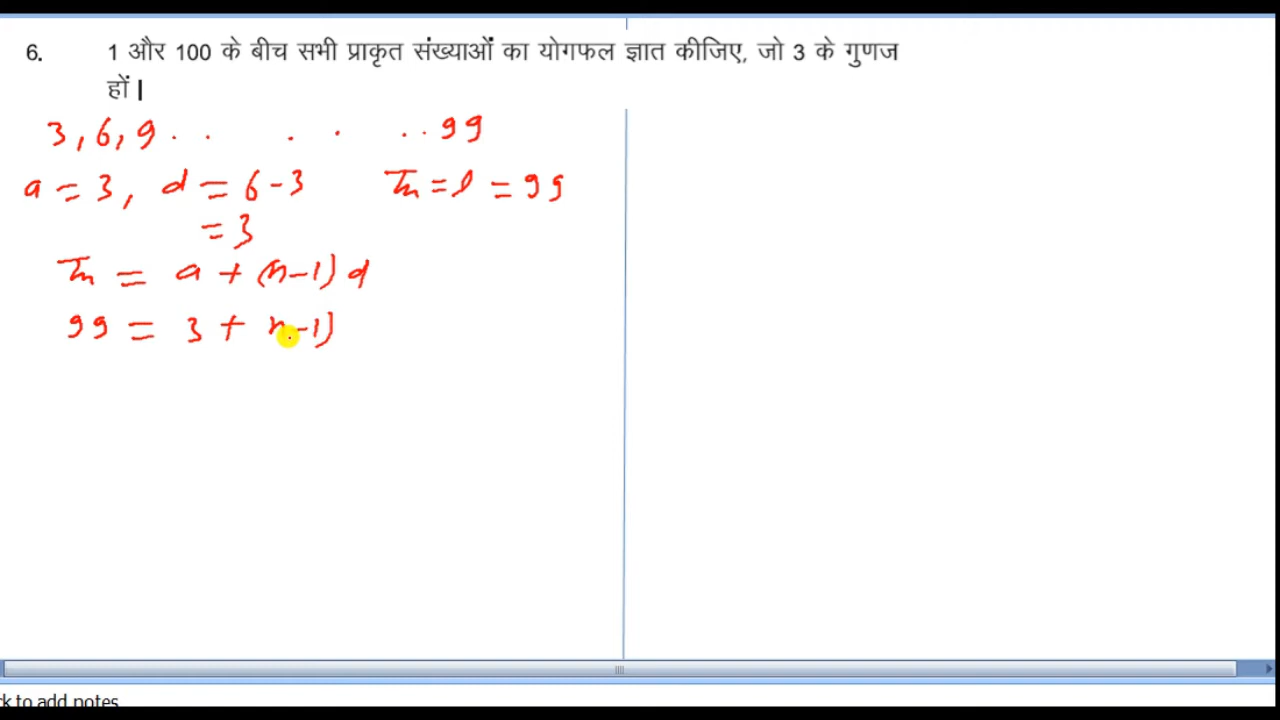 6. 1 और 100 के बीच सभी प्राकृत संख्याओं का योगफल ज्ञात कीजिए, जो 3 के गुणज
हों |
3, 6, 9 . . . . . . 99
a = 3, d = 6 - 3 Tn = l = 99
= 3
Tn = a + (n-1) d
99 = 3 + n-1)
ck to add notes